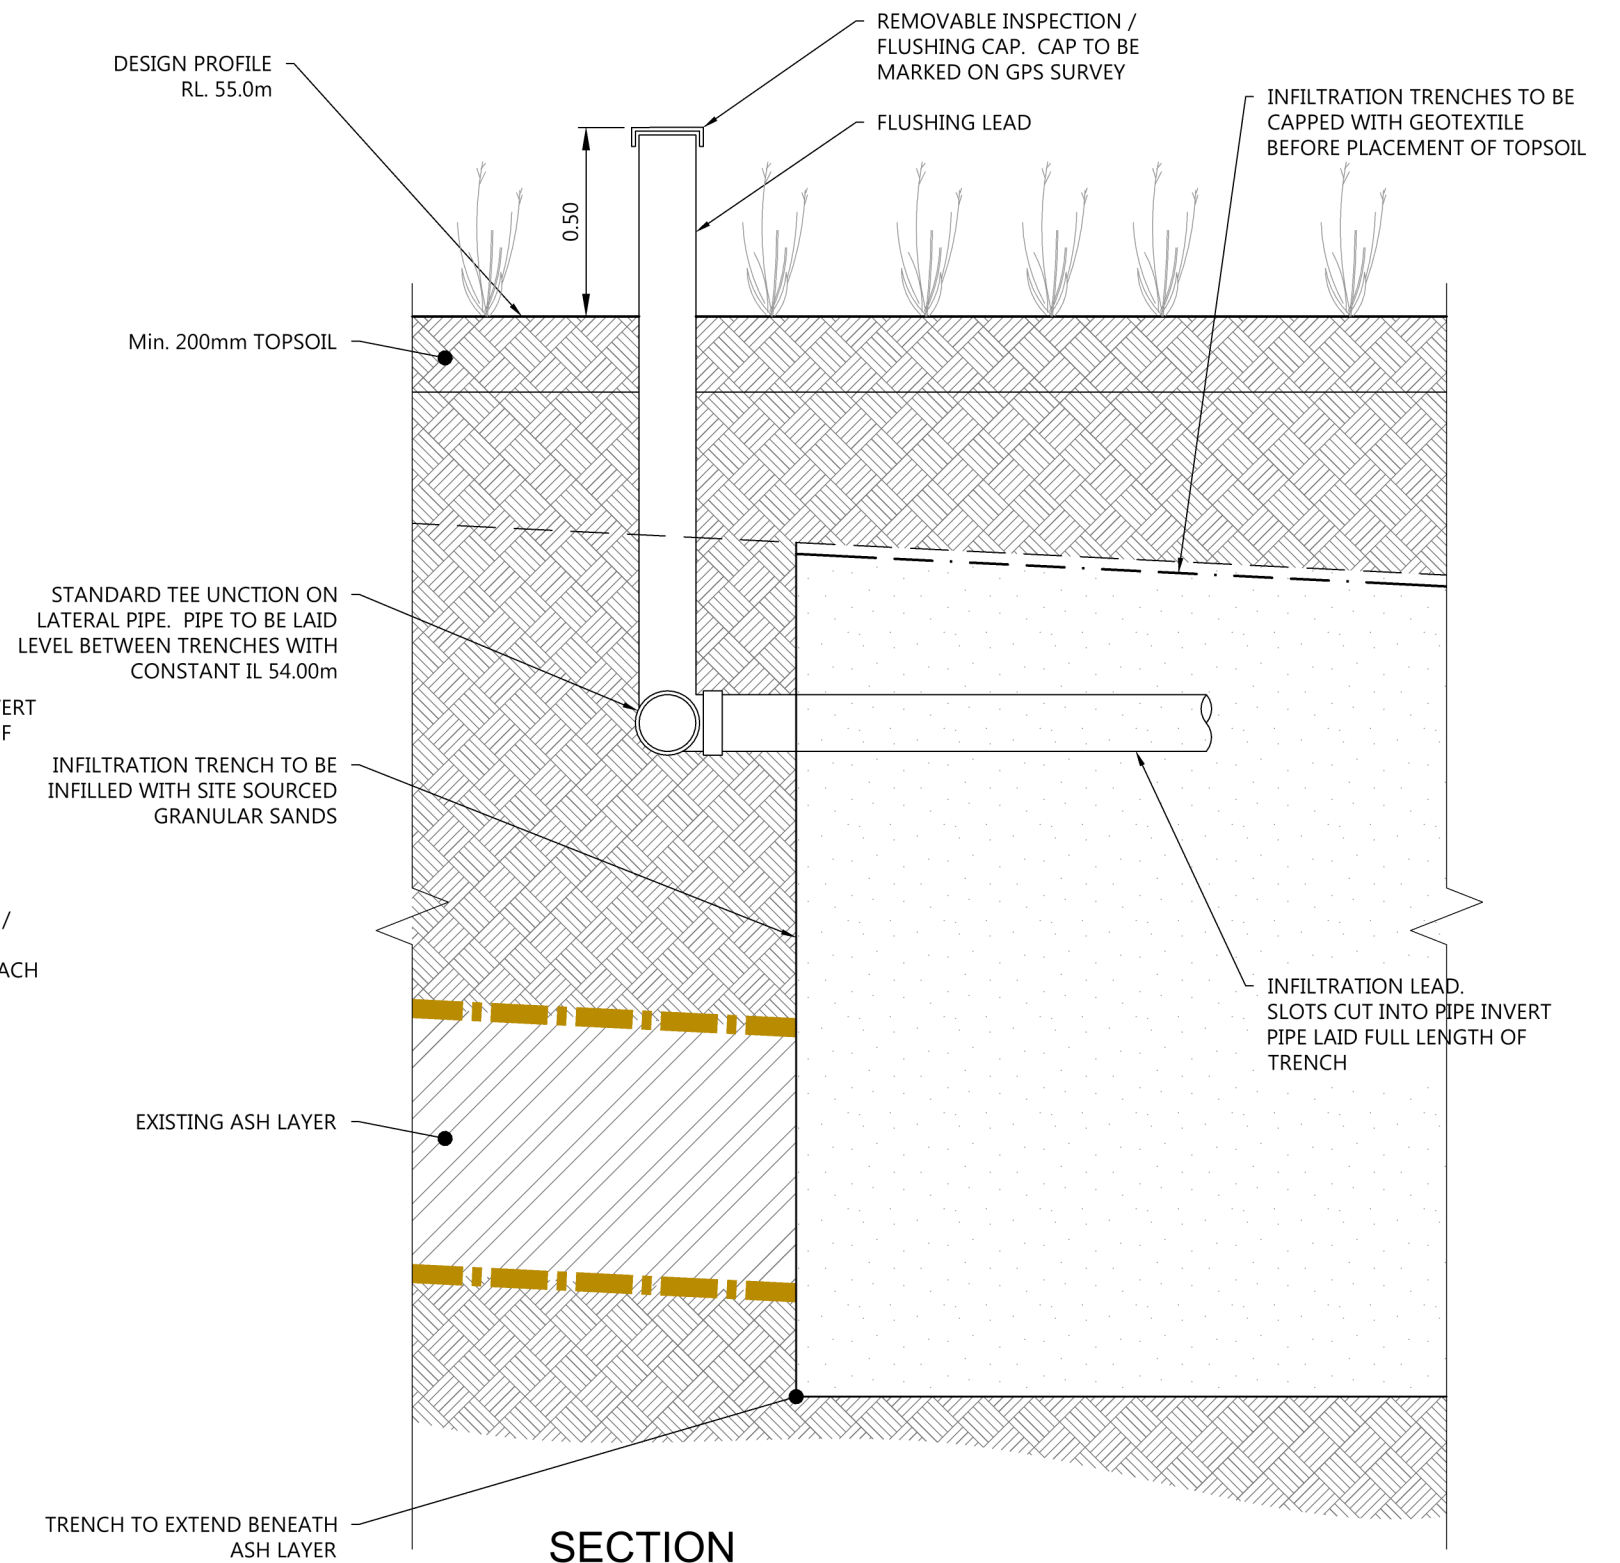 REMOVABLE INSPECTION /
FLUSHING CAP. CAP TO BE
MARKED ON GPS SURVEY
DESIGN PROFILE
RL. 55.0m
INFILTRATION TRENCHES TO BE
CAPPED WITH GEOTEXTILE
BEFORE PLACEMENT OF TOPSOIL
FLUSHING LEAD
0.50
Min. 200mm TOPSOIL
STANDARD TEE UNCTION ON
LATERAL PIPE. PIPE TO BE LAID
LEVEL BETWEEN TRENCHES WITH
CONSTANT IL 54.00m
ERT
F
INFILTRATION TRENCH TO BE
INFILLED WITH SITE SOURCED
GRANULAR SANDS
/
ACH
INFILTRATION LEAD.
SLOTS CUT INTO PIPE INVERT
PIPE LAID FULL LENGTH OF
TRENCH
EXISTING ASH LAYER
TRENCH TO EXTEND BENEATH
ASH LAYER
SECTION